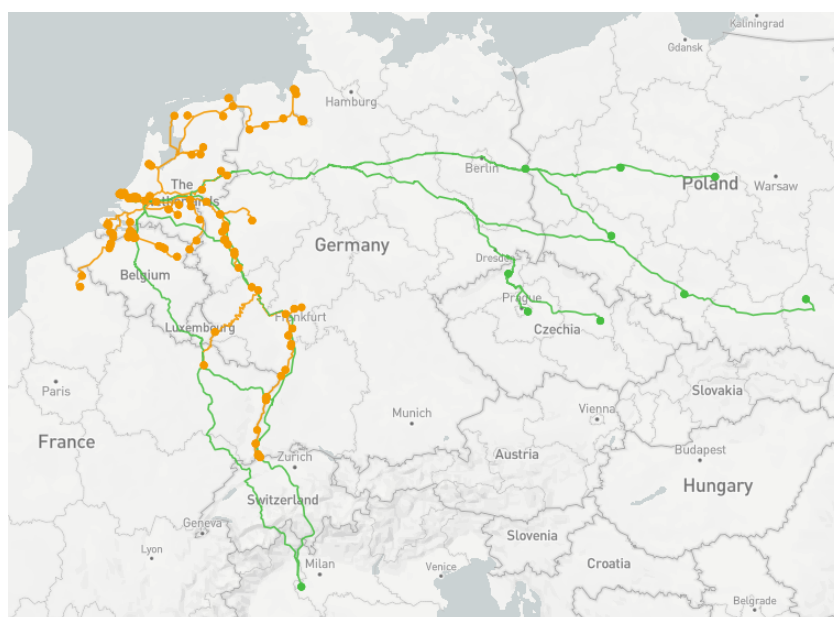 Kaliningrad
Gdansk
Hamburg
Berlin
The
Netherlands
Poland
Warsaw
Germany
Belgium
Dresden
Prague
Czechia
Luxembourg
Frankfurt
Slovakia
Paris
Munich
Vienna
France
Zurich
Austria
Budapest
Hungary
Switzerland
Geneva
Slovenia
Lyon
Milan
Venice
Croatia
Belgrade